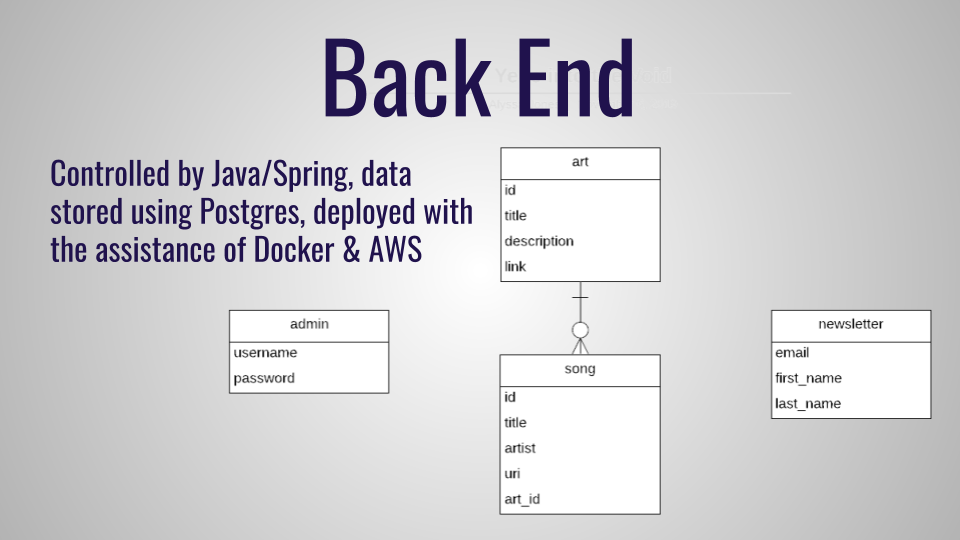 Back End
Controlled by Java/Spring, data
stored using Postgres, deployed with
the assistance of Docker & AWS
art
id
title
description
link
admin
username
password
song
id
title
artist
uri
art_id
newsletter
email
first_name
last_name